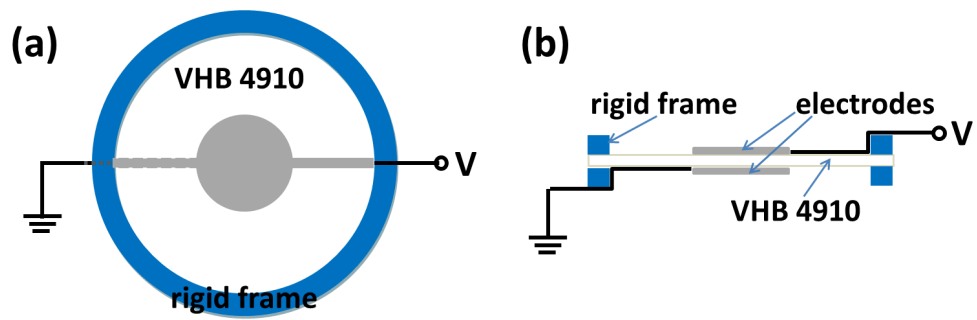 (a)
VHB 4910
V
rigid frame
(b)
rigid frame
electrodes
V
VHB 4910